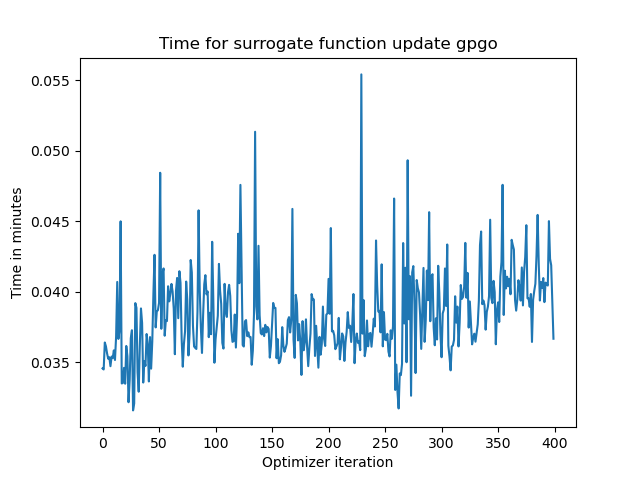 Time for surrogate function update gpgo
0.055
0.050
0.045
0.040
0.035
Time in minutes
0 50 100 150 200 250 300 350 400
Optimizer iteration